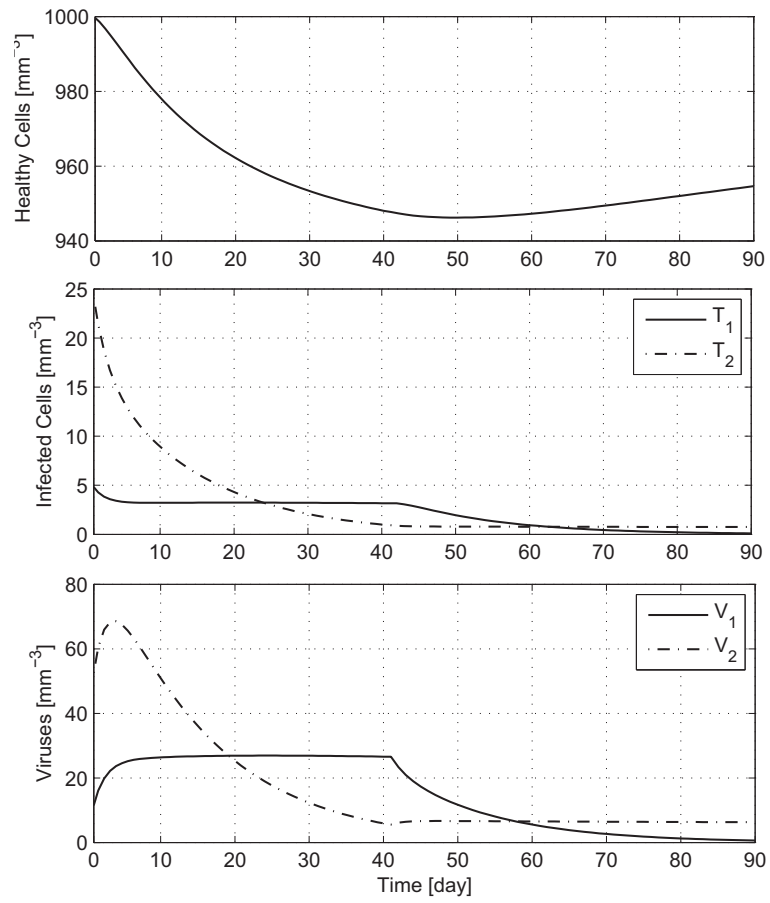 1000
980
960
940
Healthy Cells [mm⁻³]
0 10 20 30 40 50 60 70 80 90
25
20
15
10
5
0
Infected Cells [mm⁻³]
T₁
T₂
0 10 20 30 40 50 60 70 80 90
80
60
40
20
0
Viruses [mm⁻³]
V₁
V₂
0 10 20 30 40 50 60 70 80 90
Time [day]